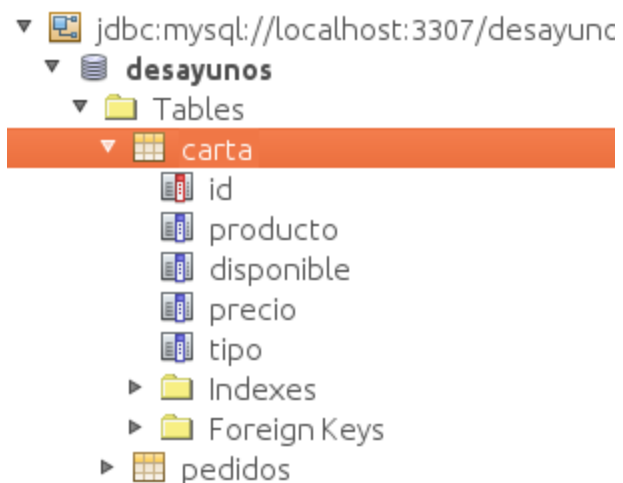 jdbc:mysql://localhost:3307/desayuno
desayunos
Tables
carta
id
producto
disponible
precio
tipo
Indexes
Foreign Keys
pedidos